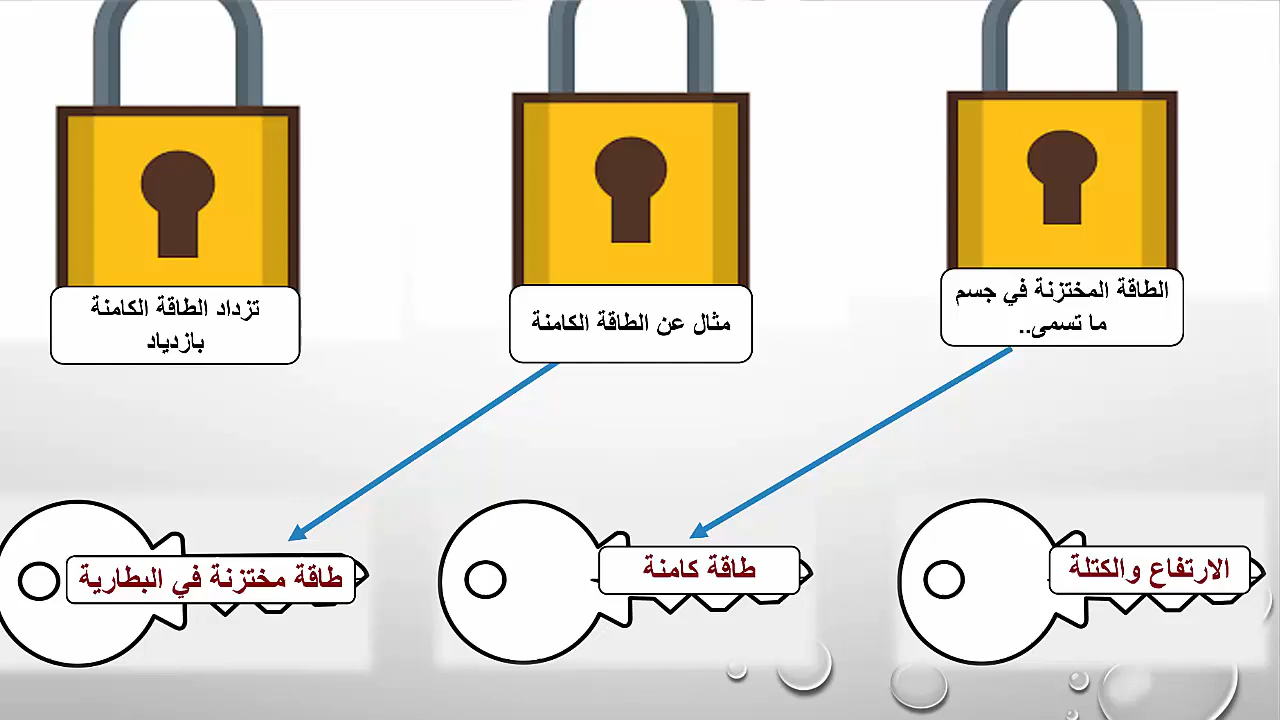 الطاقة المختزنة في جسم
ما تسمى..
مثال عن الطاقة الكامنة
تزداد الطاقة الكامنة
بازدياد
الارتفاع والكتلة
طاقة كامنة
طاقة مختزنة في البطارية